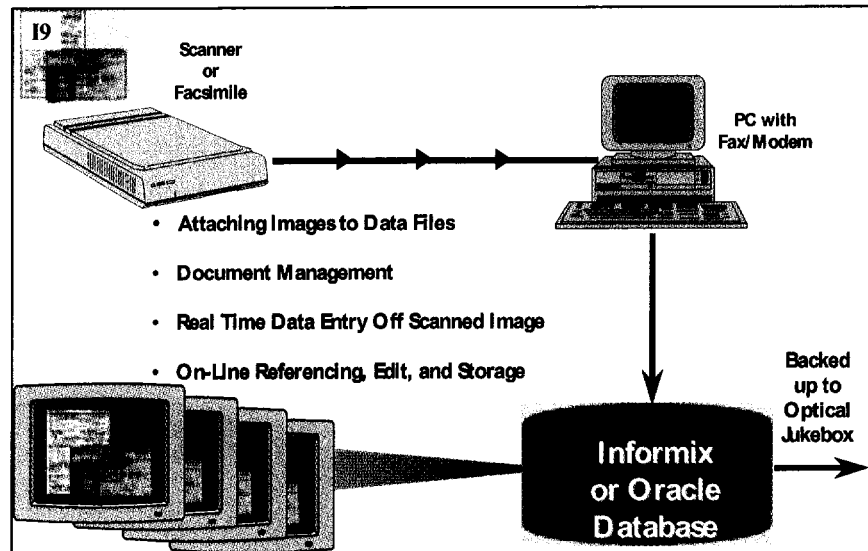 I9
Scanner
or
Facsimile
PC with
Fax/Modem
• Attaching Images to Data Files
• Document Management
• Real Time Data Entry Off Scanned Image
• On-Line Referencing, Edit, and Storage
Backed
up to
Optical
Jukebox
Informix
or Oracle
Database